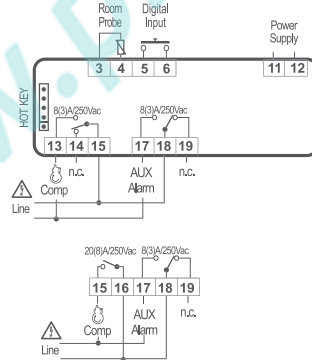 Room Digital
Probe Input
Power
Supply
3 4 5 6 11 12
HOT KEY
8(3)A/250Vac 8(3)A/250Vac
13 14 15 17 18 19
n.c. n.c.
Comp AUX
Alarm
Line
20(8)A/250Vac 8(3)A/250Vac
15 16 17 18 19
n.c.
Comp AUX
Alarm
Line